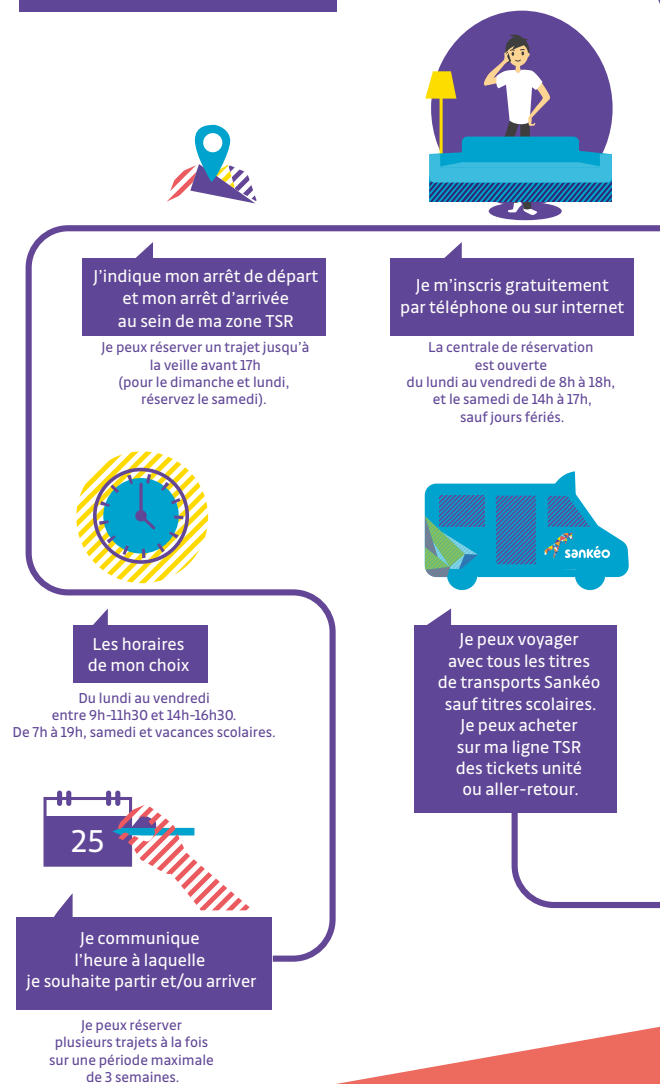 J'indique mon arrêt de départ
et mon arrêt d'arrivée
au sein de ma zone TSR
Je peux réserver un trajet jusqu'à
la veille avant 17h
(pour le dimanche et lundi,
réservez le samedi).
Je m'inscris gratuitement
par téléphone ou sur internet
La centrale de réservation
est ouverte
du lundi au vendredi de 8h à 18h,
et le samedi de 14h à 17h,
sauf jours fériés.
Les horaires
de mon choix
Du lundi au vendredi
entre 9h-11h30 et 14h-16h30.
De 7h à 19h, samedi et vacances scolaires.
sankéo
Je peux voyager
avec tous les titres
de transports Sankéo
sauf titres scolaires.
Je peux acheter
sur ma ligne TSR
des tickets unité
ou aller-retour.
25
Je communique
l'heure à laquelle
je souhaite partir et/ou arriver
Je peux réserver
plusieurs trajets à la fois
sur une période maximale
de 3 semaines.